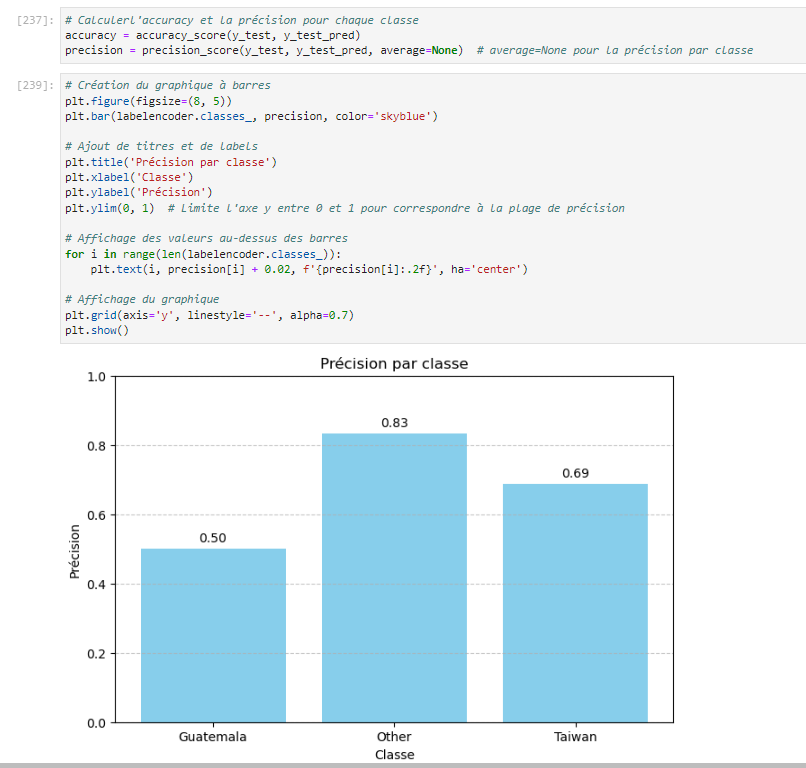 [237]: # Calculerl'accuracy et la précision pour chaque classe
accuracy = accuracy_score(y_test, y_test_pred)
precision = precision_score(y_test, y_test_pred, average=None)  # average=None pour la précision par classe
[239]: # Création du graphique à barres
plt.figure(figsize=(8, 5))
plt.bar(labelencoder.classes_, precision, color='skyblue')
# Ajout de titres et de labels
plt.title('Précision par classe')
plt.xlabel('Classe')
plt.ylabel('Précision')
plt.ylim(0, 1)  # Limite l'axe y entre 0 et 1 pour correspondre à la plage de précision
# Affichage des valeurs au-dessus des barres
for i in range(len(labelencoder.classes_)):
    plt.text(i, precision[i] + 0.02, f'{precision[i]:.2f}', ha='center')
# Affichage du graphique
plt.grid(axis='y', linestyle='--', alpha=0.7)
plt.show()
Précision par classe
1.0
0.83
0.8
0.69
0.6
0.50
Précision
0.4
0.2
0.0
Guatemala Other Taiwan
Classe